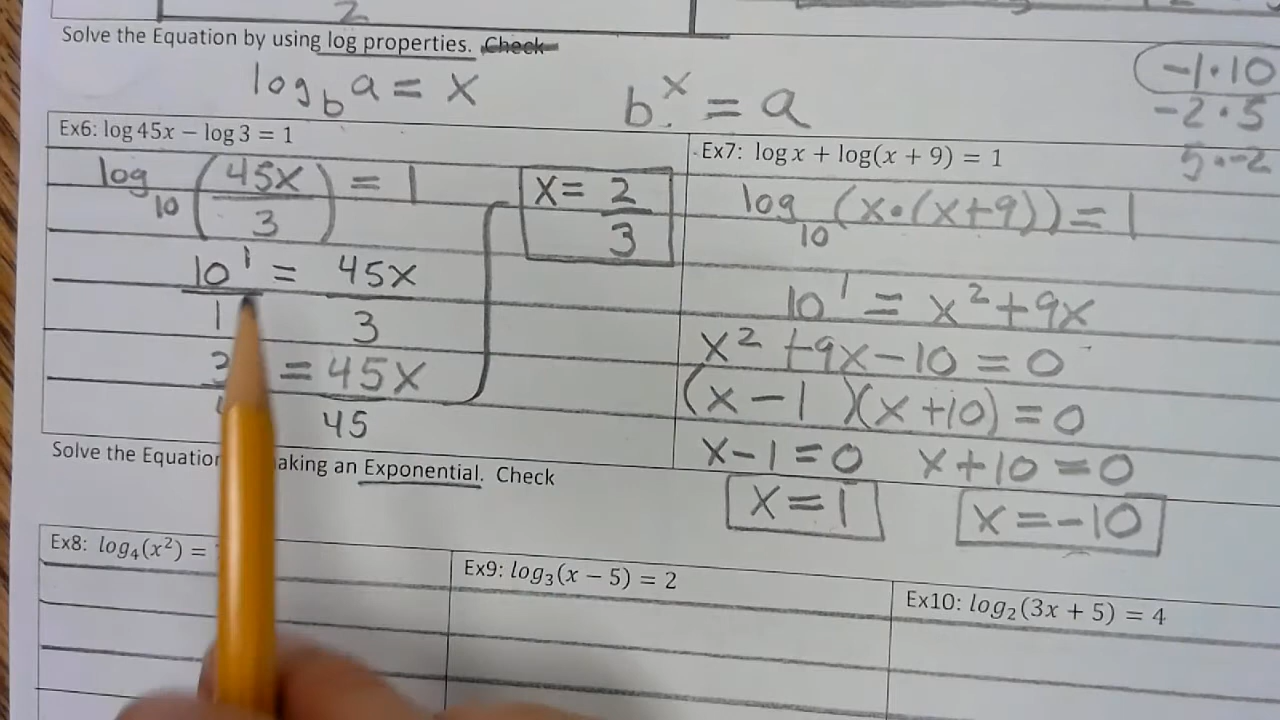 2
Solve the Equation by using log properties. Check
log_b a = x
b^x = a
-1·10
-2·5
5·-2
Ex6: log 45x − log 3 = 1
log_10 (45x/3) = 1
10^1/1 = 45x/3
= 45x/45
x = 2/3
Ex7: log x + log(x + 9) = 1
log_10 (x·(x+9)) = 1
10^1 = x^2 + 9x
x^2 + 9x − 10 = 0
(x − 1)(x + 10) = 0
x − 1 = 0 x + 10 = 0
x = 1 x = −10
Solve the Equation making an Exponential. Check
Ex8: log_4(x^2) =
Ex9: log_3(x − 5) = 2
Ex10: log_2(3x + 5) = 4